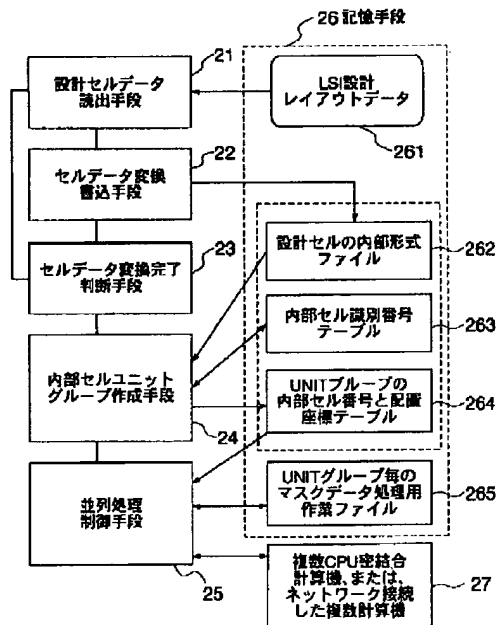 26 記憶手段
21
設計セルデータ
読出手段
LSI設計
レイアウトデータ
261
22
セルデータ変換
書込手段
23
設計セルの内部形式
ファイル
262
セルデータ変換完了
判断手段
内部セル識別番号
テーブル
263
内部セルユニット
グループ作成手段
24
UNITグループの
内部セル番号と配置
座標テーブル
264
並列処理
制御手段
25
UNITグループ毎の
マスクデータ処理用
作業ファイル
265
複数CPU密結合
計算機、または、
ネットワーク接続
した複数計算機
27